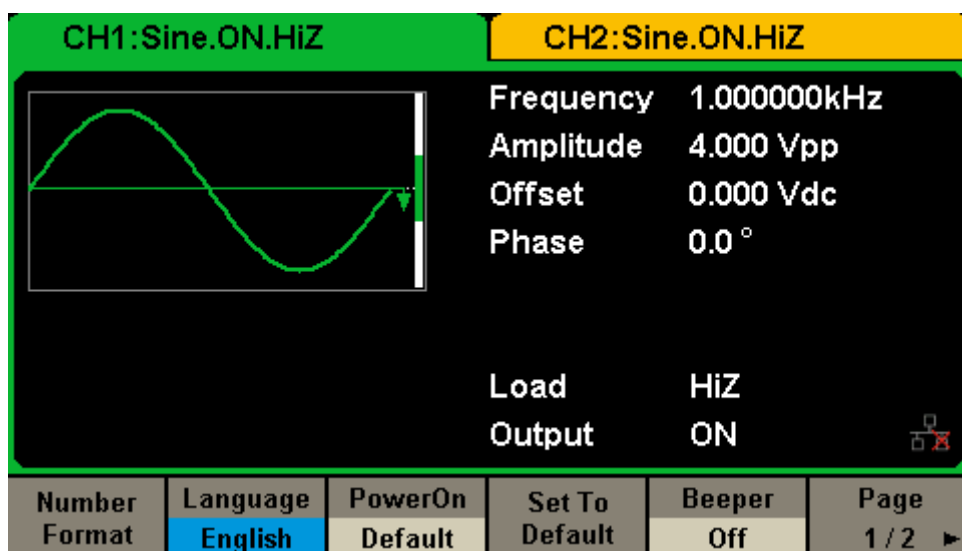 CH1:Sine.ON.HiZ CH2:Sine.ON.HiZ
Frequency 1.000000kHz
Amplitude 4.000 Vpp
Offset 0.000 Vdc
Phase 0.0 °
Load HiZ
Output ON
Number Format
Language English
PowerOn Default
Set To Default
Beeper Off
Page 1 / 2 ►